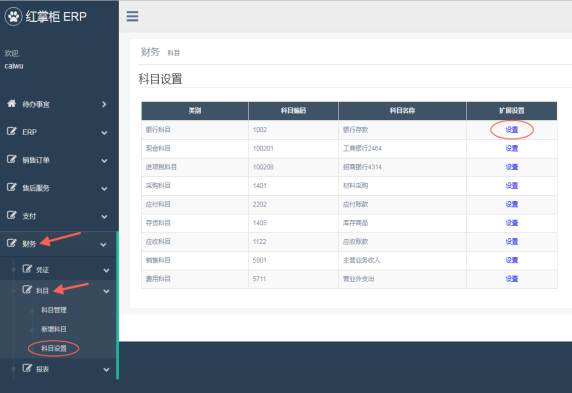 红掌柜 ERP
欢迎,
caiwu
待办事宜
ERP
销售订单
售后服务
支付
财务
凭证
科目
科目管理
新增科目
科目设置
报表
财务 科目
科目设置
类别 科目编码 科目名称 扩展设置
银行科目 1002 银行存款 设置
现金科目 100201 工商银行2464 设置
进项税科目 100208 招商银行4314 设置
采购科目 1401 材料采购 设置
应付科目 2202 应付账款 设置
存货科目 1405 库存商品 设置
应收科目 1122 应收账款 设置
销售科目 5001 主营业务收入 设置
费用科目 5711 营业外支出 设置